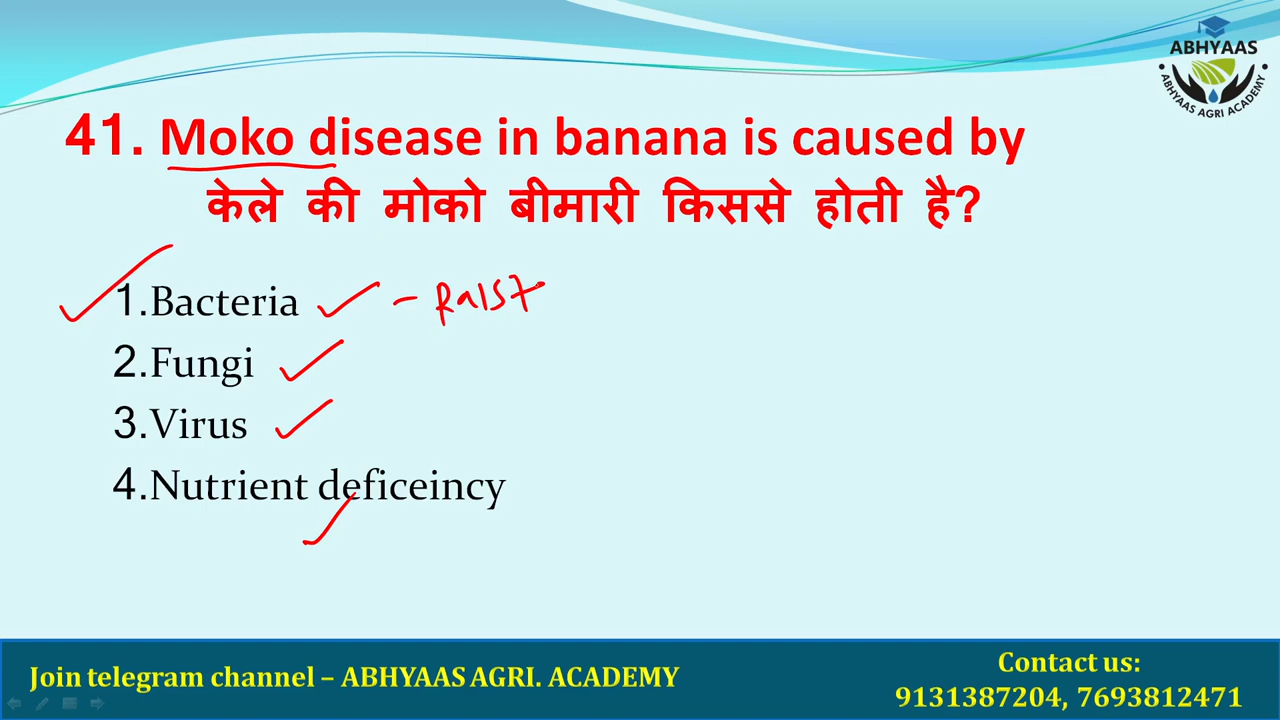 ABHYAAS
ABHYAAS AGRI ACADEMY
41. Moko disease in banana is caused by
केले की मोको बीमारी किससे होती है?
1.Bacteria - Ralst
2.Fungi
3.Virus
4.Nutrient deficeincy
Join telegram channel – ABHYAAS AGRI. ACADEMY
Contact us:
9131387204, 7693812471